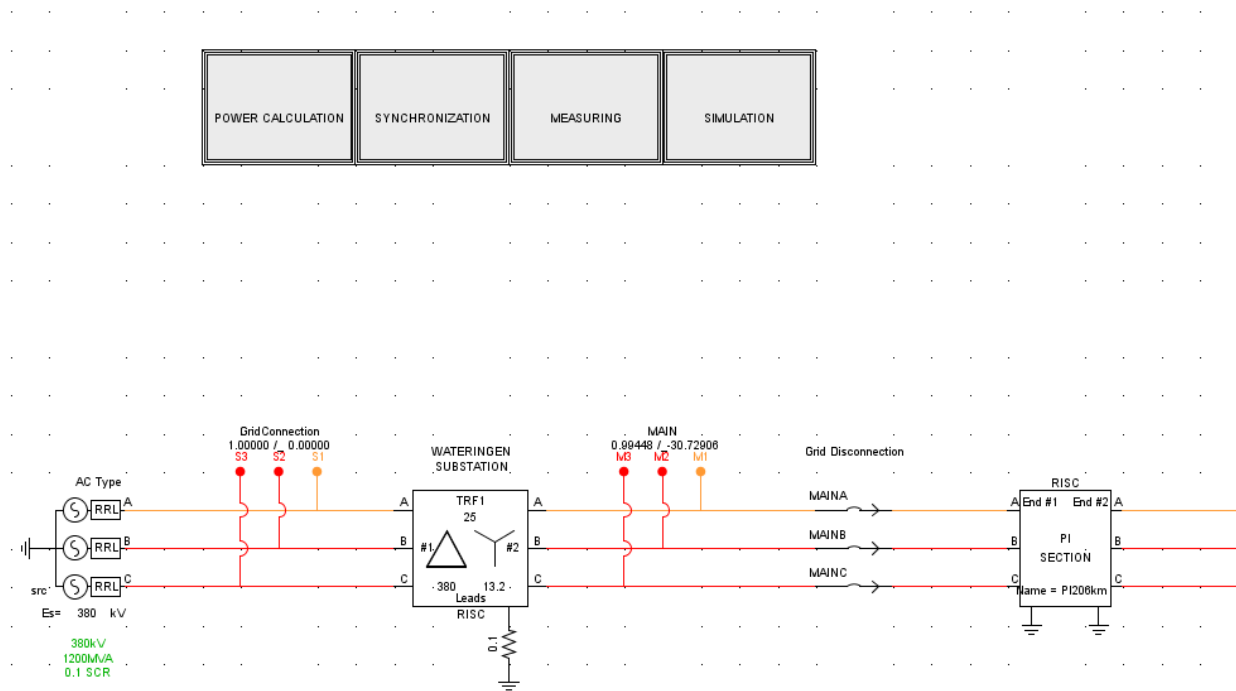 POWER CALCULATION
SYNCHRONIZATION
MEASURING
SIMULATION
Grid Connection
1.00000 /_ 0.00000
S3 S2 S1
WATERINGEN
SUBSTATION
MAIN
0.99448 /_-30.72906
M3 M2 M1
Grid Disconnection
AC Type
RRL A
RRL B
RRL C
src
Es= 380 kV
380kV
1200MVA
0.1 SCR
TRF1
25
A A
B #1 #2 B
C C
380 13.2
Leads
RISC
0.1
MAINA
MAINB
MAINC
RISC
A End #1 End #2 A
PI
B B
SECTION
C C
Name = PI206km